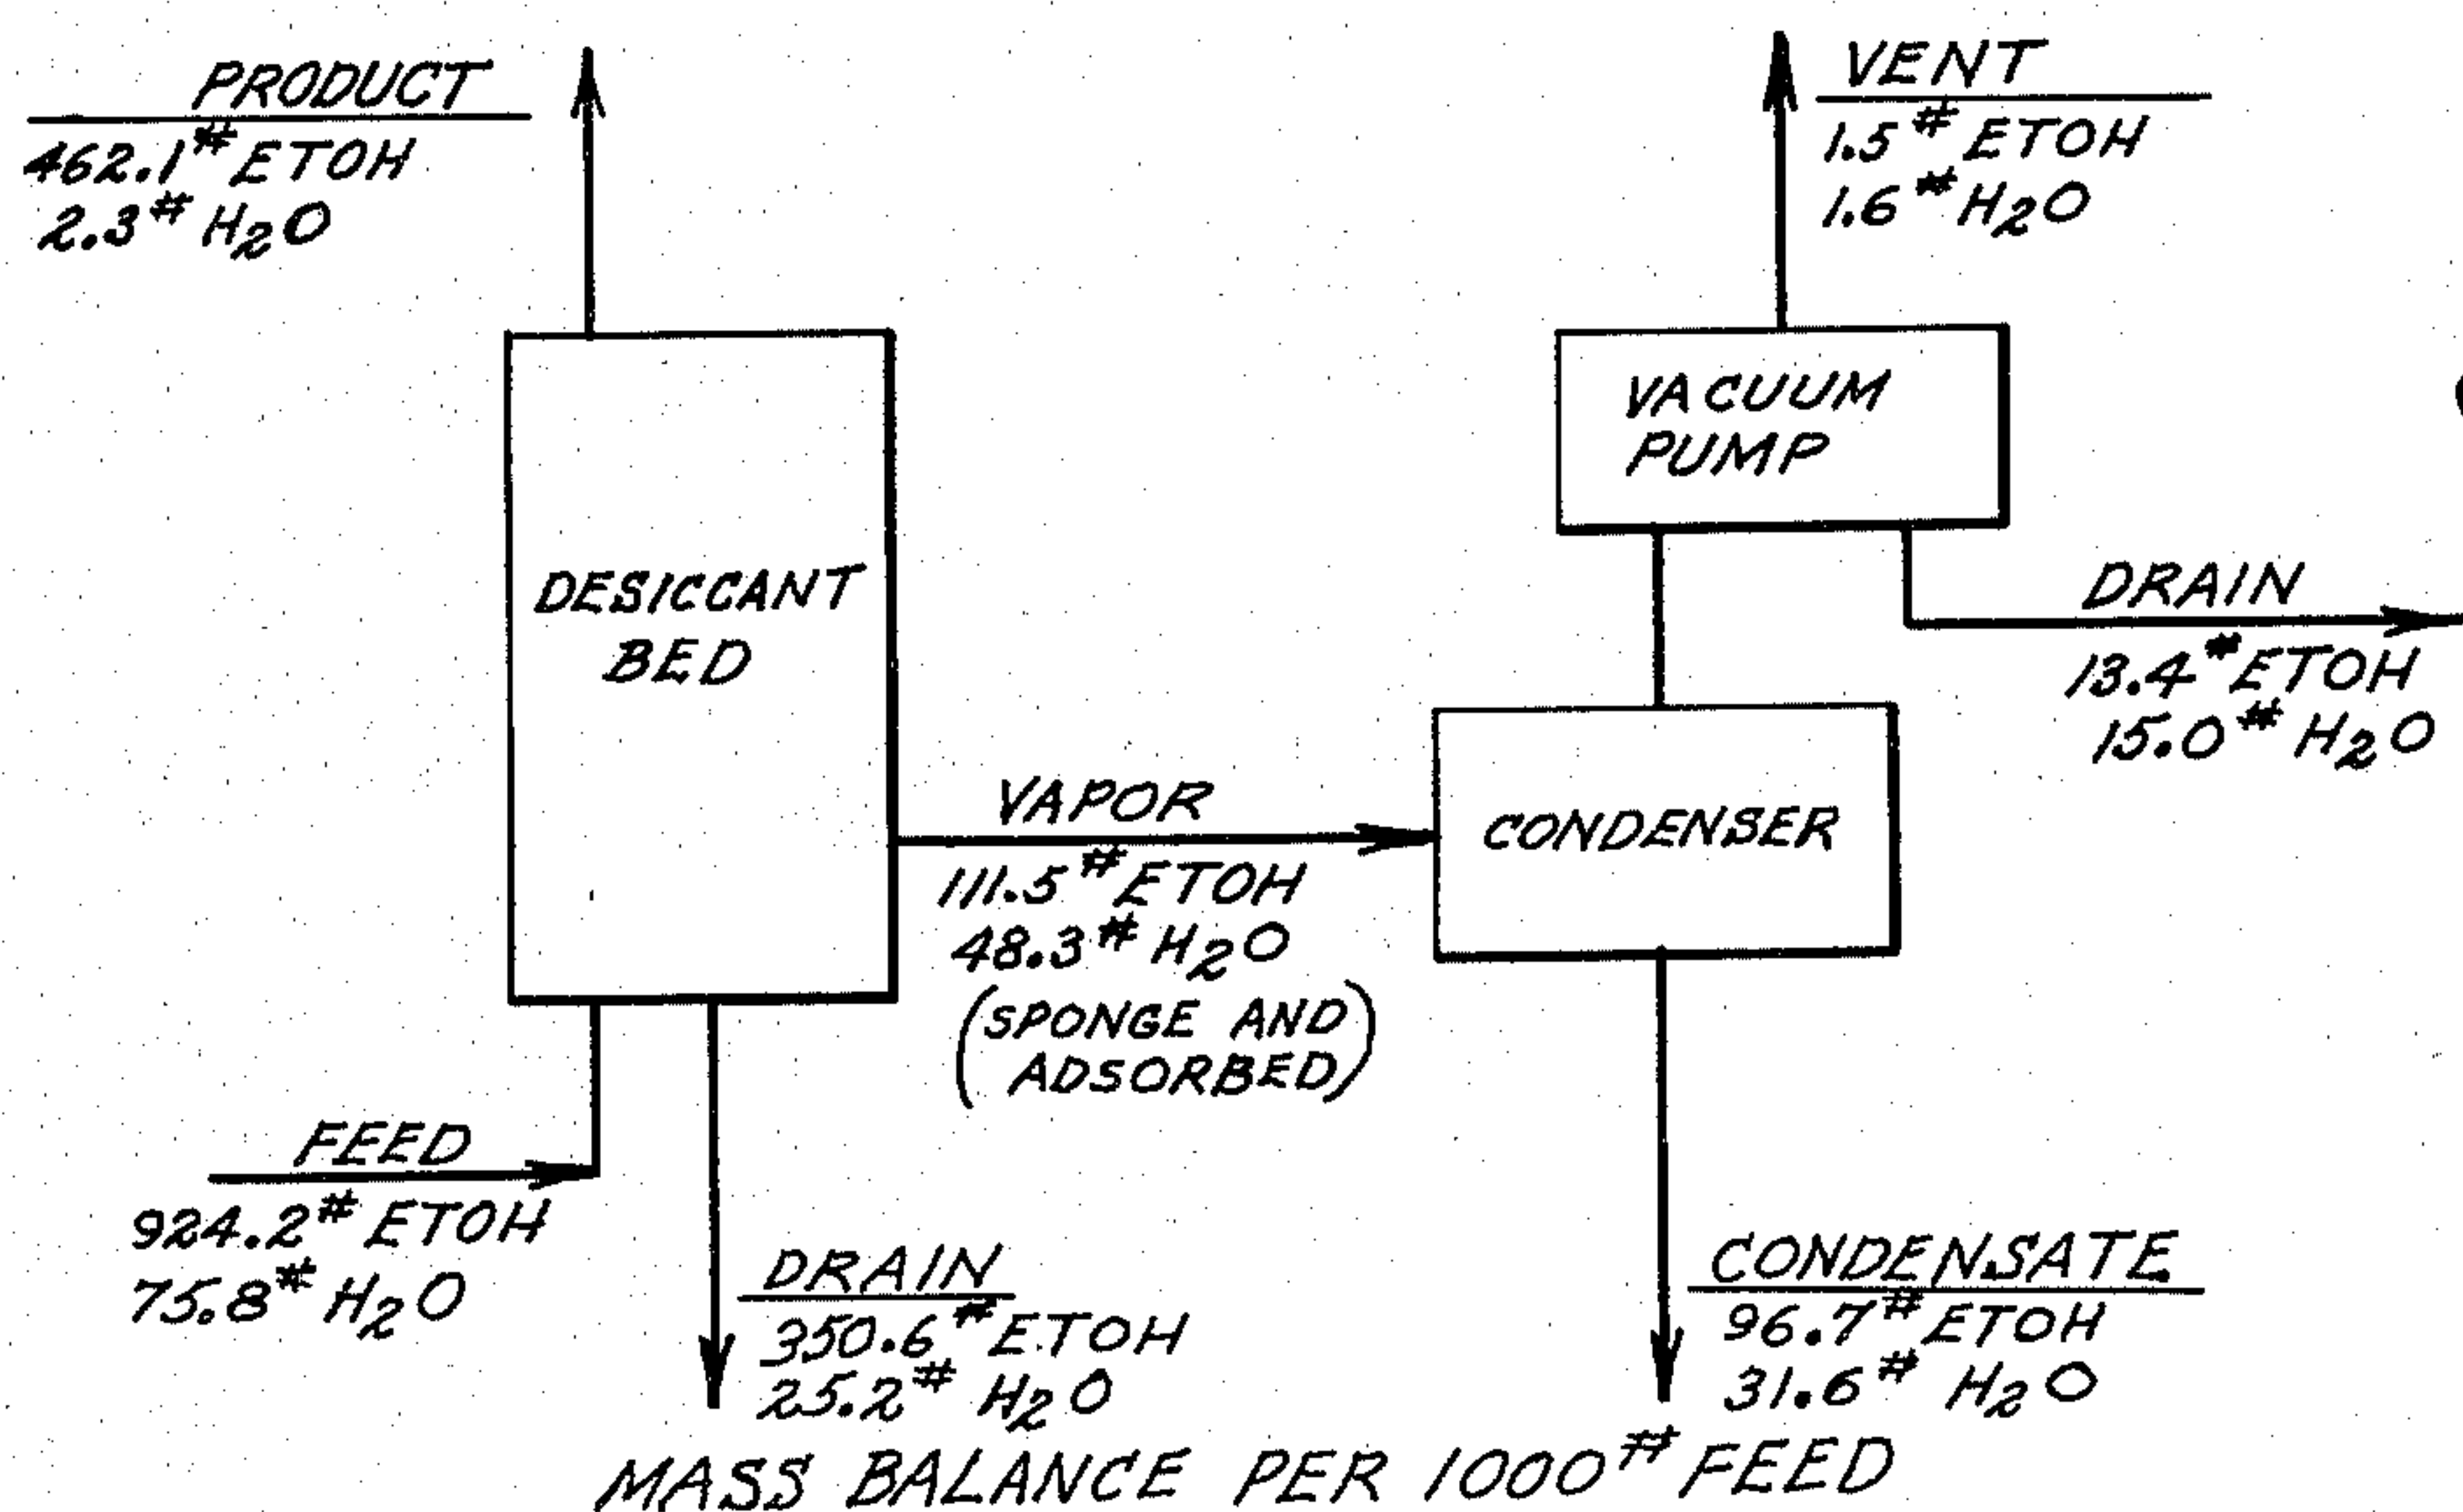 PRODUCT
462.1# ETOH
2.3# H2O
VENT
1.5# ETOH
1.6# H2O
VACUUM
PUMP
DESICCANT
BED
DRAIN
13.4# ETOH
15.0# H2O
VAPOR
111.5# ETOH
48.3# H2O
(SPONGE AND
ADSORBED)
CONDENSER
FEED
924.2# ETOH
75.8# H2O
DRAIN
350.6# ETOH
25.2# H2O
CONDENSATE
96.7# ETOH
31.6# H2O
MASS BALANCE PER 1000# FEED